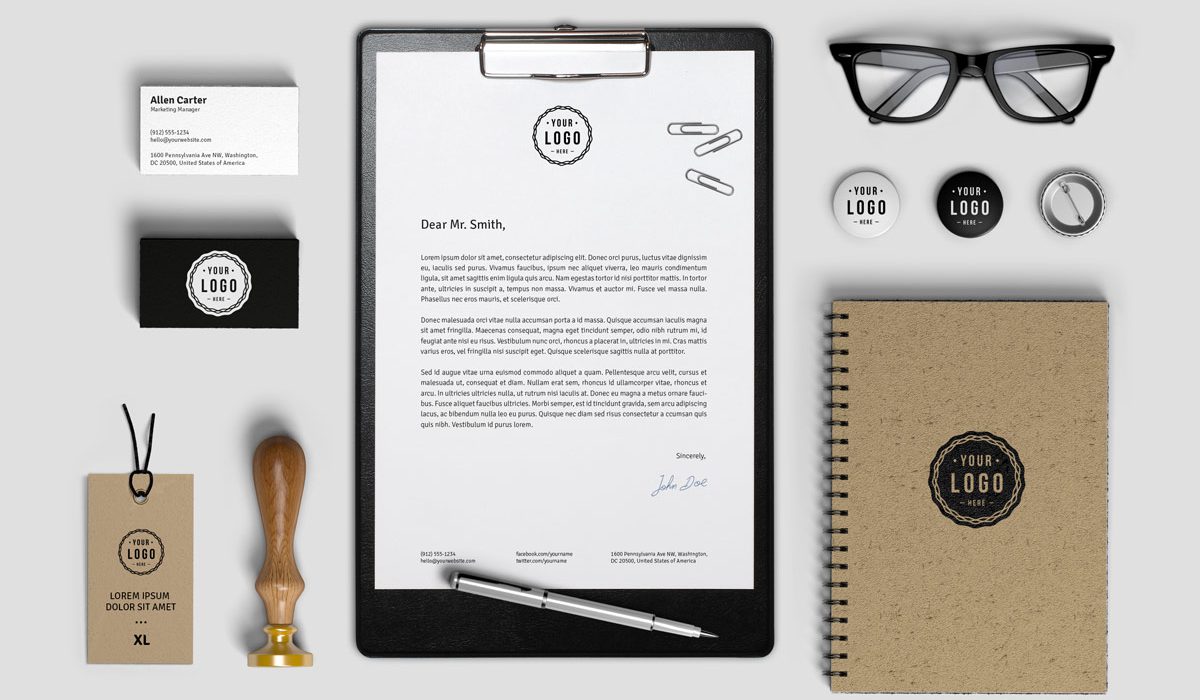 Allen Carter
Marketing Manager
(912) 555-1234
hello@yourwebsite.com
1600 Pennsylvania Ave NW, Washington,
DC 20500, United States of America
YOUR
LOGO
HERE
YOUR
LOGO
HERE
LOREM IPSUM
DOLOR SIT AMET
XL
YOUR
LOGO
HERE
Dear Mr. Smith,
Lorem ipsum dolor sit amet, consectetur adipiscing elit. Donec orci purus, luctus vitae dignissim
eu, iaculis sed purus. Vivamus faucibus, ipsum nec aliquet viverra, leo mauris condimentum
ligula, sit amet sagittis enim ligula quis arcu. Nam egestas tortor id nisi porttitor mattis. In tortor
ante, ultricies in suscipit a, tempus non massa. Vivamus et auctor mi. Fusce vel massa nulla.
Phasellus nec eros mauris, et scelerisque orci.
Donec malesuada orci vitae nulla accumsan porta a id massa. Quisque accumsan iaculis magna
sit amet fringilla. Maecenas consequat, magna eget tincidunt semper, odio nibh rutrum mi, id
feugiat ante nisi eu risus. Vestibulum nunc orci, rhoncus a placerat in, ultricies in mi. Cras mattis
varius eros, vel fringilla nisi suscipit eget. Quisque scelerisque sagittis nulla at porttitor.
Sed id augue vitae urna euismod commodo aliquet a quam. Pellentesque arcu velit, cursus et
malesuada ut, consequat et diam. Nullam erat sem, rhoncus id ullamcorper vitae, rhoncus et
arcu. In ultricies ultricies nulla, ut rutrum nisi iaculis at. Donec eu magna a metus ornare fauci-
bus. Fusce aliquet faucibus ultricies. Morbi semper, est id tincidunt gravida, sem arcu adipiscing
lacus, ac bibendum nulla leo eu purus. Quisque nec diam sed risus consectetur a ccumsan quis
quis nibh. Vestibulum id purus lorem.
Sincerely,
John Doe
(912) 555-1234
hello@yourwebsite.com
facebook.com/yourname
twitter.com/yourname
1600 Pennsylvania Ave NW, Washington,
DC 20500, United States of America
YOUR
LOGO
HERE
YOUR
LOGO
HERE
YOUR
LOGO
HERE